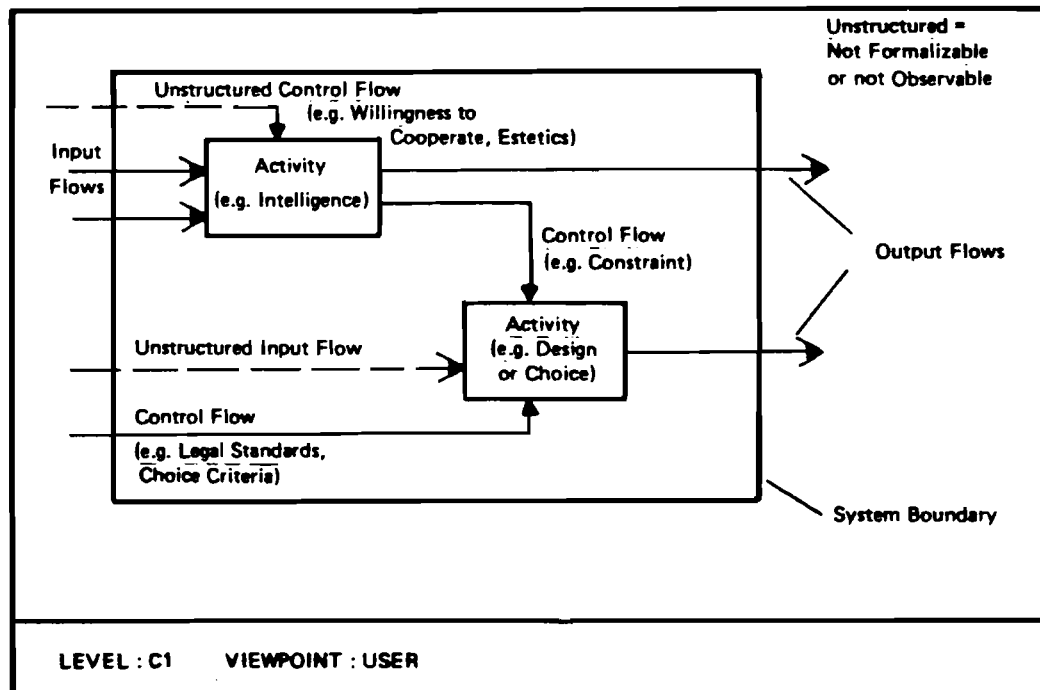 Unstructured =
Not Formalizable
or not Observable
Unstructured Control Flow
(e.g. Willingness to
Cooperate, Estetics)
Input
Flows
Activity
(e.g. Intelligence)
Control Flow
(e.g. Constraint)
Output Flows
Activity
(e.g. Design
or Choice)
Unstructured Input Flow
Control Flow
(e.g. Legal Standards,
Choice Criteria)
System Boundary
LEVEL : C1 VIEWPOINT : USER